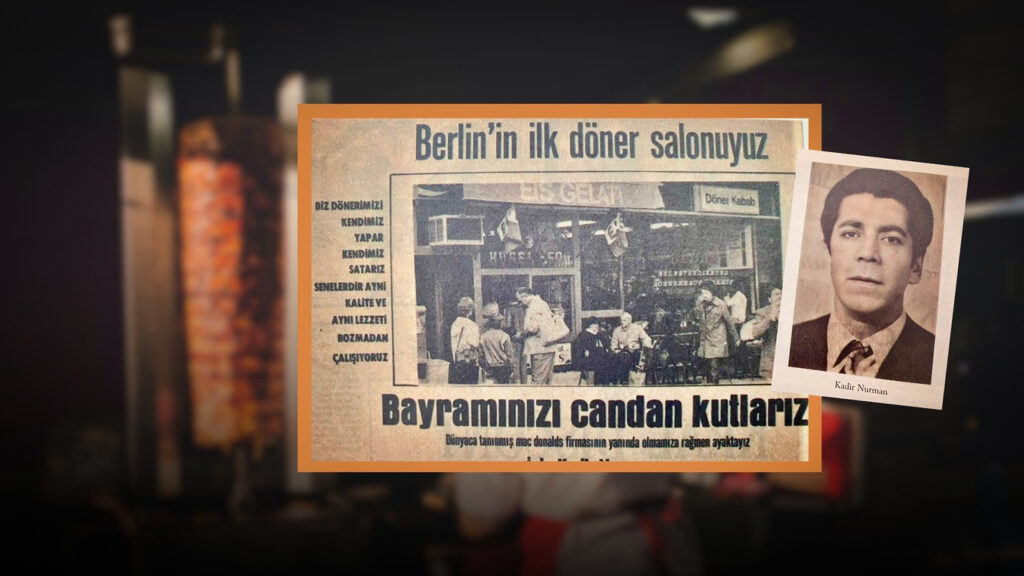 Berlin'in ilk döner salonuyuz
BİZ DÖNERİMİZİ
KENDİMİZ
YAPAR
KENDİMİZ
SATARIZ
SENELERDİR AYNİ
KALİTE VE
AYNI LEZZETİ
BOZMADAN
ÇALIŞIYORUZ
EIS GELATI
Döner Kebab
Bayramınızı candan kutlarız
Dünyaca tanınmış mac donalds firmasının yanında olmamıza rağmen ayaktayız
Kadir Nurman